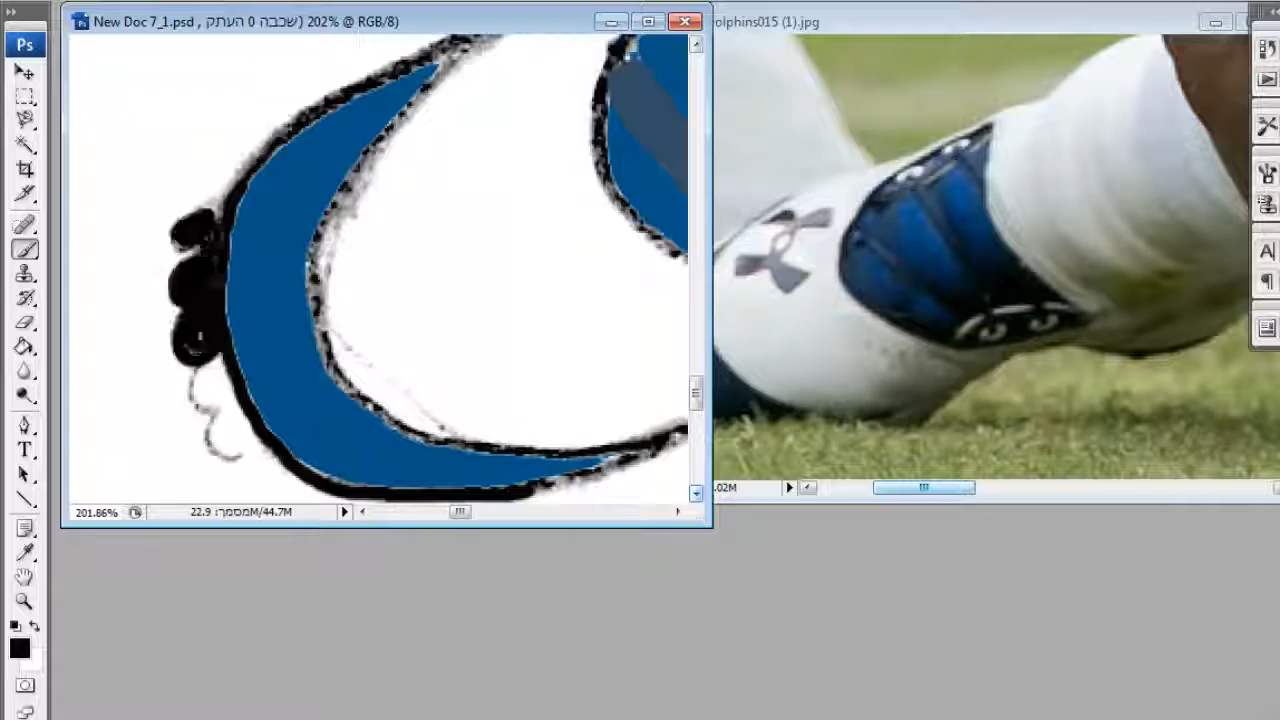 Ps
New Doc 7_1.psd , שכבה 0 העתק) 202% @ RGB/8)
olphins015 (1).jpg
201.86%
מסמך: 22.9M/44.7M
.02M
T
A